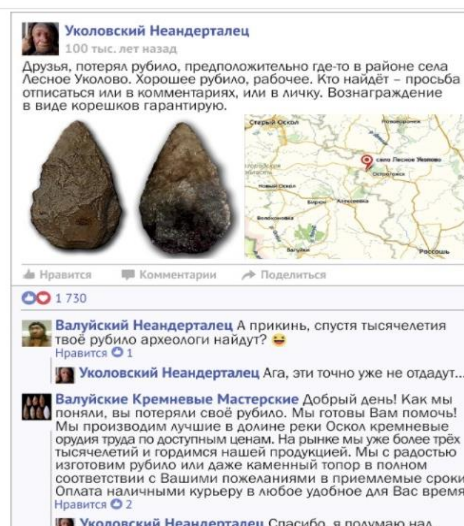 Уколовский Неандерталец
100 тыс. лет назад
Друзья, потерял рубило, предположительно где-то в районе села
Лесное Уколово. Хорошее рубило, рабочее. Кто найдёт – просьба
отписаться или в комментариях, или в личку. Вознаграждение
в виде корешков гарантирую.
Старый Оскол
село Лесное Уколово
Новый Оскол
Бирюч
Алексеевка
Валуйки
Россошь
Нравится Комментарии Поделиться
1 730
Валуйский Неандерталец А прикинь, спустя тысячелетия
твоё рубило археологи найдут? 😆
Нравится 1
Уколовский Неандерталец Ага, эти точно уже не отдадут...
Валуйские Кремневые Мастерские Добрый день! Как мы
поняли, вы потеряли своё рубило. Мы готовы Вам помочь!
Мы производим лучшие в долине реки Оскол кремневые
орудия труда по доступным ценам. На рынке мы уже более трёх
тысячелетий и гордимся нашей продукцией. Мы с радостью
изготовим рубило или даже каменный топор в полном
соответствии с Вашими пожеланиями в приемлемые сроки
Оплата наличными курьеру в любое удобное для Вас время
Нравится 2
Уколовский Неандерталец Спасибо, я подумаю над